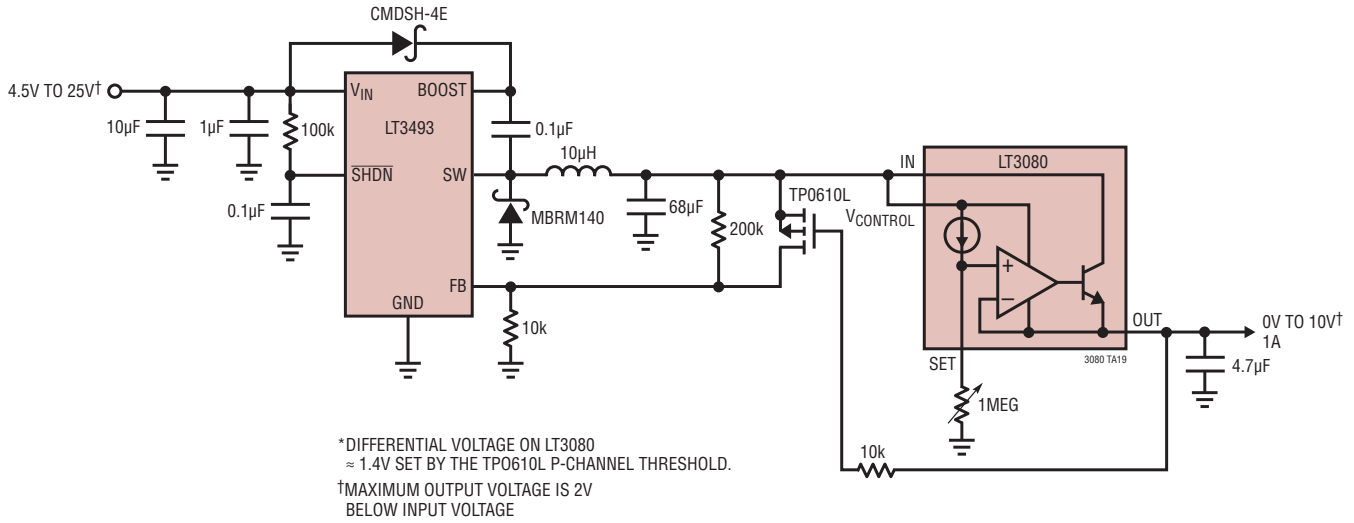 CMDSH-4E
4.5V TO 25V†
VIN
BOOST
10µF
1µF
100k
LT3493
0.1µF
10µH
IN
LT3080
SHDN
SW
TP0610L
0.1µF
MBRM140
68µF
200k
VCONTROL
+
–
FB
GND
10k
OUT
0V TO 10V†
1A
3080 TA19
SET
4.7µF
1MEG
10k
*DIFFERENTIAL VOLTAGE ON LT3080
≈ 1.4V SET BY THE TP0610L P-CHANNEL THRESHOLD.
†MAXIMUM OUTPUT VOLTAGE IS 2V
BELOW INPUT VOLTAGE